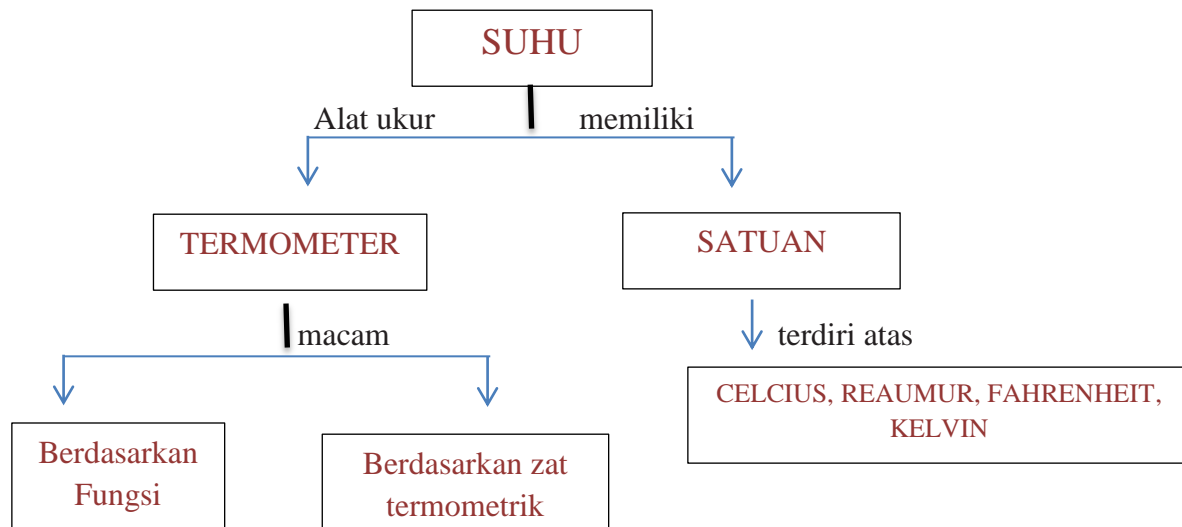 SUHU
Alat ukur
memiliki
TERMOMETER
SATUAN
macam
terdiri atas
CELCIUS, REAUMUR, FAHRENHEIT,
KELVIN
Berdasarkan
Fungsi
Berdasarkan zat
termometrik